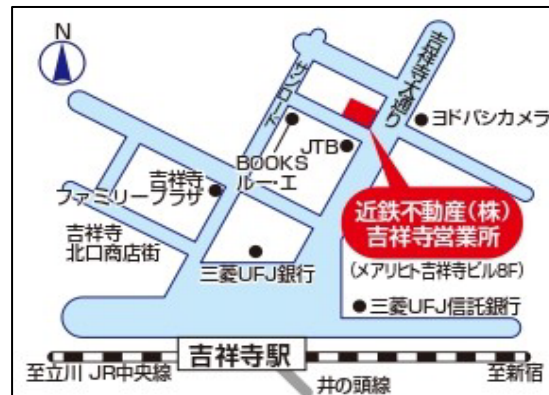 N
サンロード
吉祥寺大通り
ヨドバシカメラ
JTB
BOOKS
ルー・エ
吉祥寺
ファミリープラザ
近鉄不動産(株)
吉祥寺営業所
(メアリヒト吉祥寺ビル8F)
吉祥寺
北口商店街
三菱UFJ銀行
三菱UFJ信託銀行
吉祥寺駅
至立川 JR中央線
井の頭線
至新宿